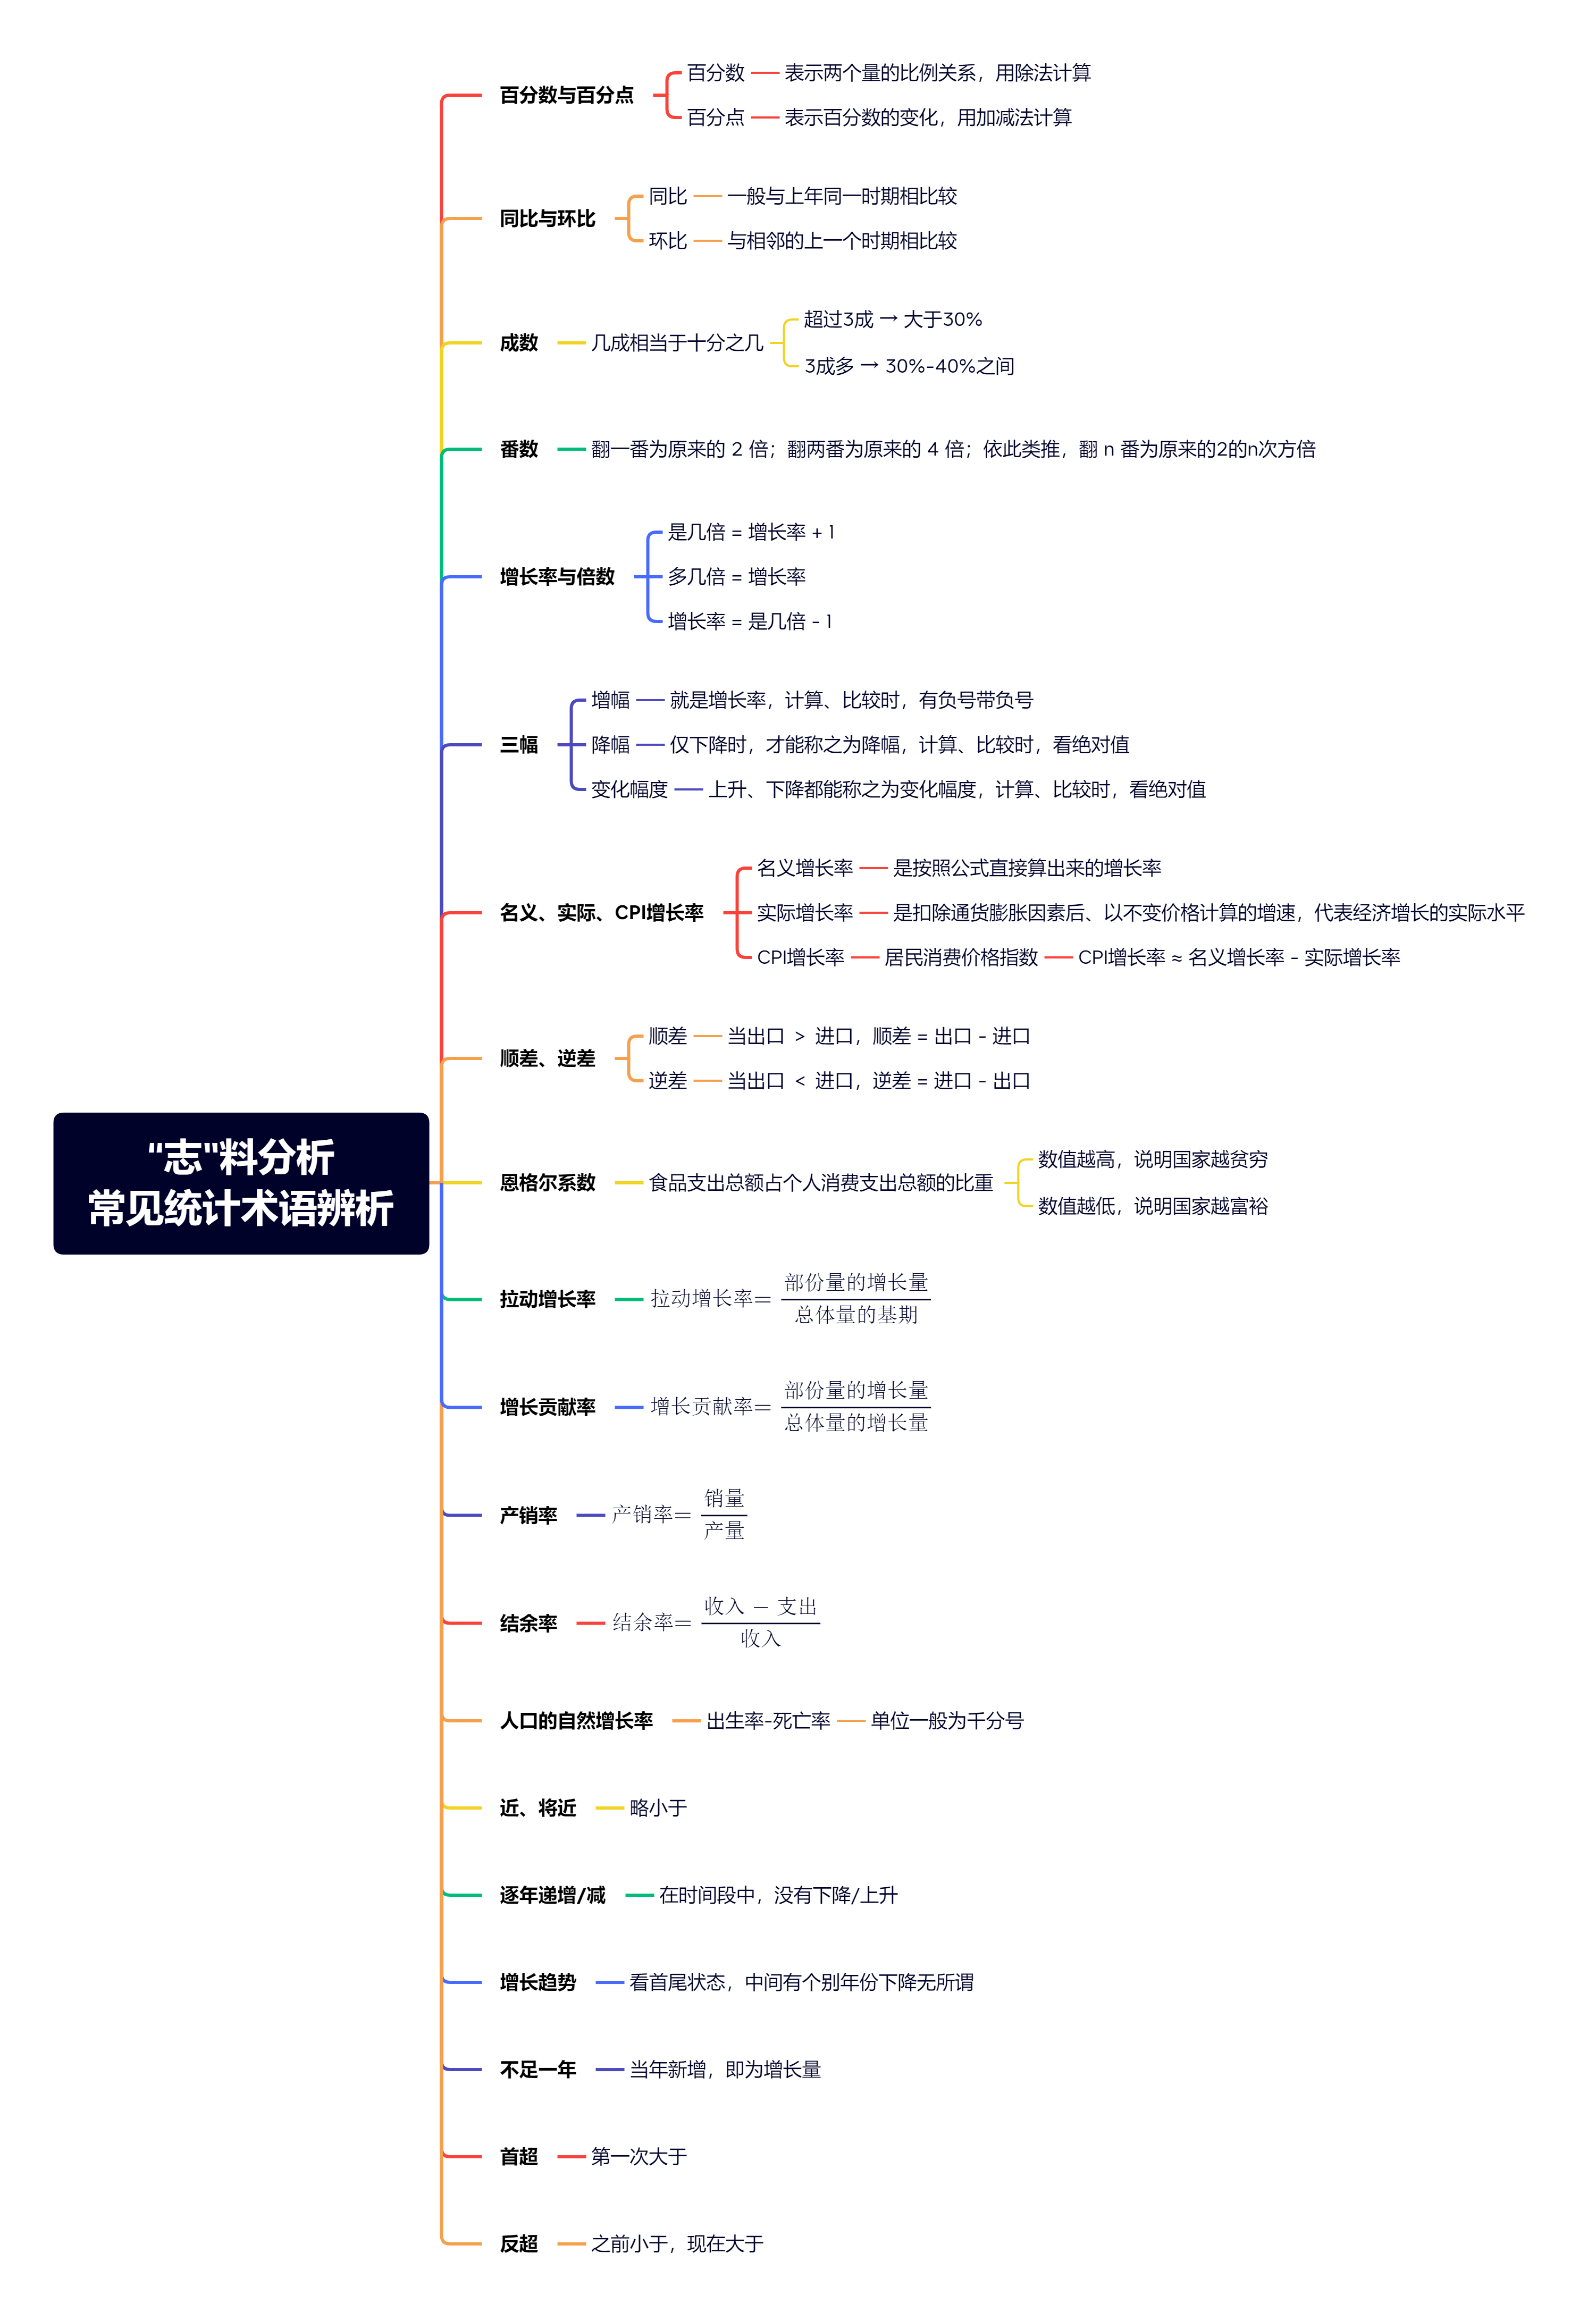 “志"料分析
常见统计术语辨析
百分数与百分点
百分数
表示两个量的比例关系，用除法计算
百分点
表示百分数的变化，用加减法计算
同比与环比
同比
一般与上年同一时期相比较
环比
与相邻的上一个时期相比较
成数
几成相当于十分之几
超过3成 → 大于30%
3成多 → 30%-40%之间
番数
翻一番为原来的 2 倍；翻两番为原来的 4 倍；依此类推，翻 n 番为原来的2的n次方倍
增长率与倍数
是几倍 = 增长率 + 1
多几倍 = 增长率
增长率 = 是几倍 - 1
三幅
增幅
就是增长率，计算、比较时，有负号带负号
降幅
仅下降时，才能称之为降幅，计算、比较时，看绝对值
变化幅度
上升、下降都能称之为变化幅度，计算、比较时，看绝对值
名义、实际、CPI增长率
名义增长率
是按照公式直接算出来的增长率
实际增长率
是扣除通货膨胀因素后、以不变价格计算的增速，代表经济增长的实际水平
CPI增长率
居民消费价格指数
CPI增长率 ≈ 名义增长率 - 实际增长率
顺差、逆差
顺差
当出口 > 进口，顺差 = 出口 - 进口
逆差
当出口 < 进口，逆差 = 进口 - 出口
恩格尔系数
食品支出总额占个人消费支出总额的比重
数值越高，说明国家越贫穷
数值越低，说明国家越富裕
拉动增长率
拉动增长率=
部份量的增长量
总体量的基期
增长贡献率
增长贡献率=
部份量的增长量
总体量的增长量
产销率
产销率=
销量
产量
结余率
结余率=
收入 − 支出
收入
人口的自然增长率
出生率-死亡率
单位一般为千分号
近、将近
略小于
逐年递增/减
在时间段中，没有下降/上升
增长趋势
看首尾状态，中间有个别年份下降无所谓
不足一年
当年新增，即为增长量
首超
第一次大于
反超
之前小于，现在大于